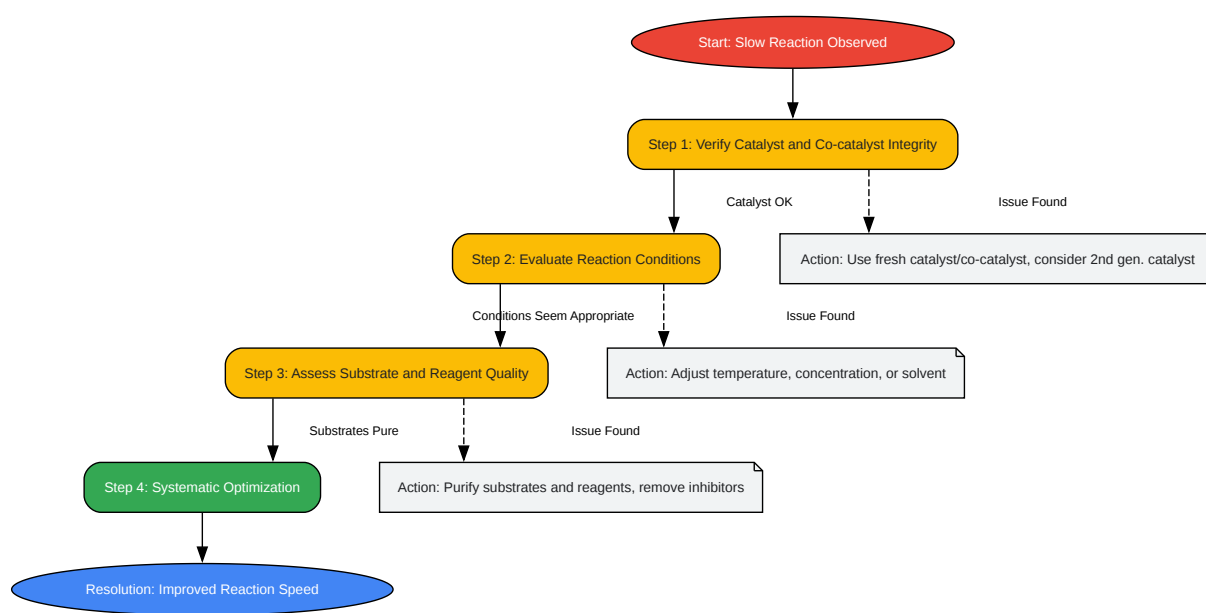 Start: Slow Reaction Observed
Step 1: Verify Catalyst and Co-catalyst Integrity
Catalyst OK
Issue Found
Step 2: Evaluate Reaction Conditions
Action: Use fresh catalyst/co-catalyst, consider 2nd gen. catalyst
Conditions Seem Appropriate
Issue Found
Step 3: Assess Substrate and Reagent Quality
Action: Adjust temperature, concentration, or solvent
Substrates Pure
Issue Found
Step 4: Systematic Optimization
Action: Purify substrates and reagents, remove inhibitors
Resolution: Improved Reaction Speed